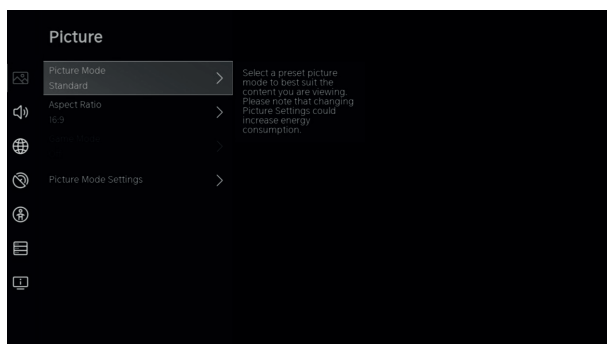 Picture
Picture Mode
Standard
Aspect Ratio
16:9
Picture Mode Settings
Select a preset picture
mode to best suit the
content you are viewing.
Please note that changing
Picture Settings could
increase energy
consumption.